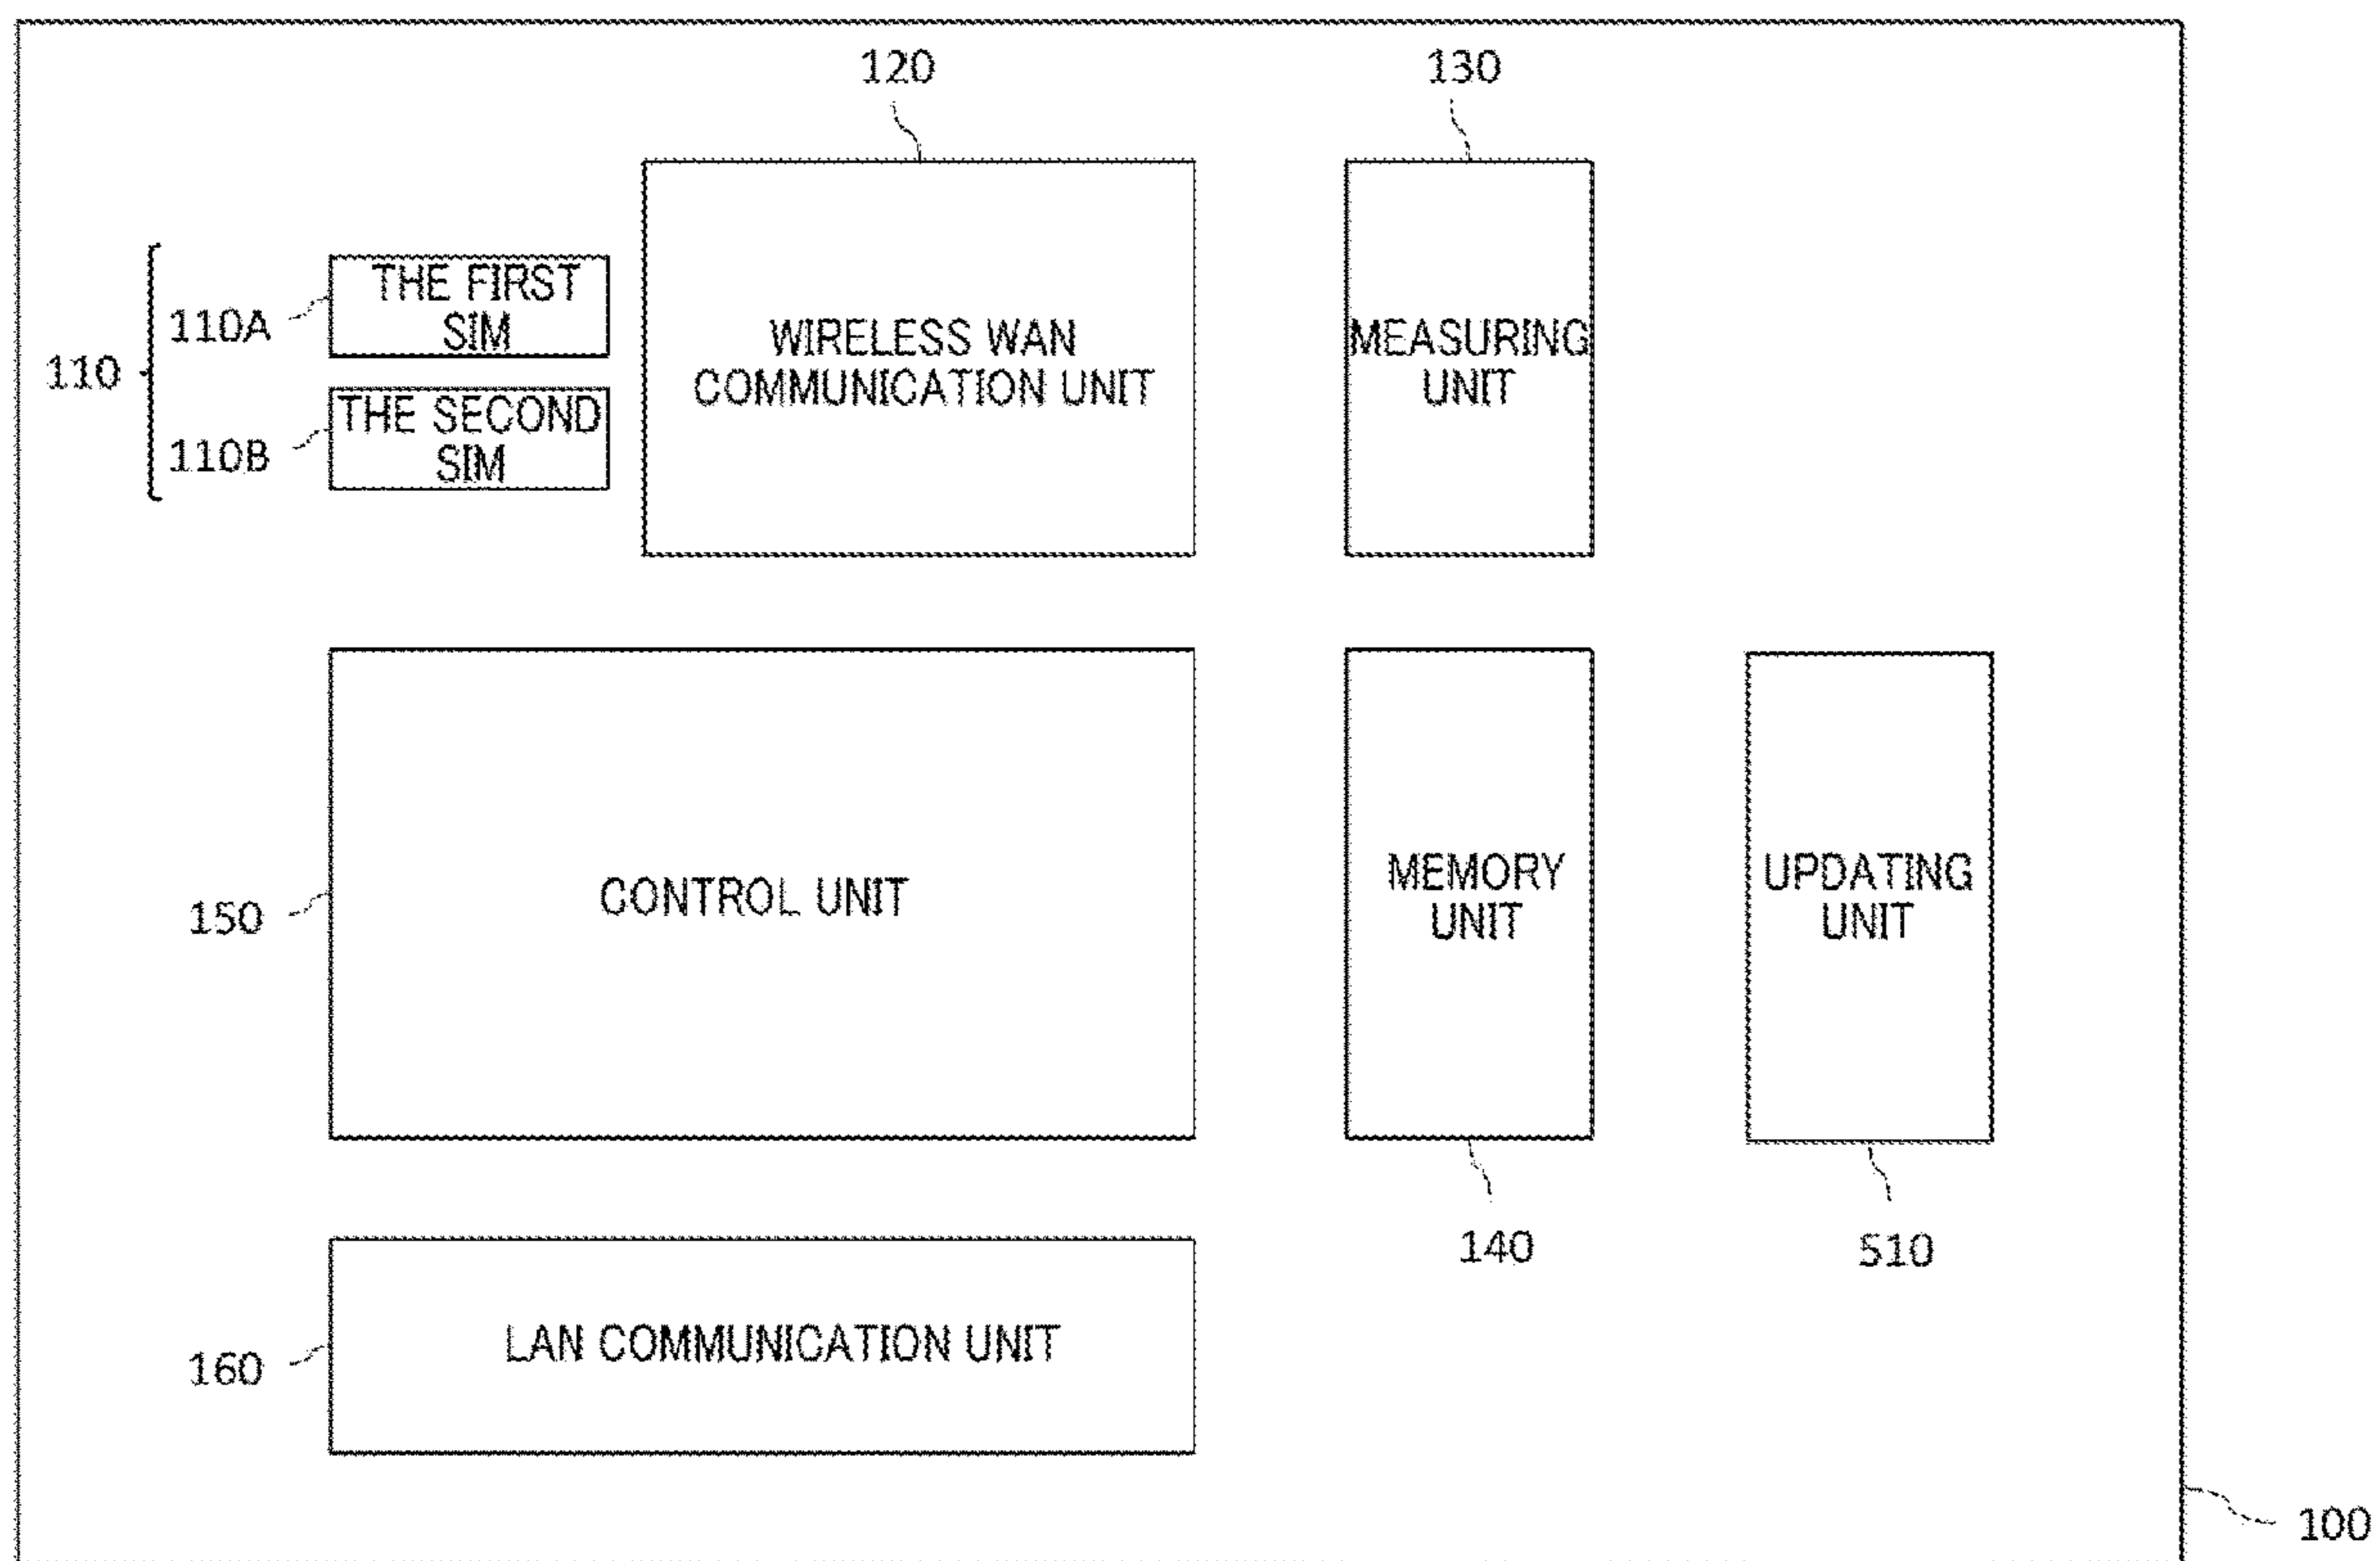 120
130
THE FIRST
SIM
110A
WIRELESS WAN
COMMUNICATION UNIT
MEASURING
UNIT
110
THE SECOND
SIM
110B
CONTROL UNIT
150
MEMORY
UNIT
UPDATING
UNIT
140
510
LAN COMMUNICATION UNIT
160
100